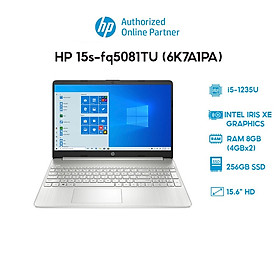 hp
Authorized
Online Partner
HP 15s-fq5081TU (6K7A1PA)
i5-1235U
INTEL IRIS XE
GRAPHICS
RAM 8GB
(4GBx2)
256GB SSD
15.6" HD